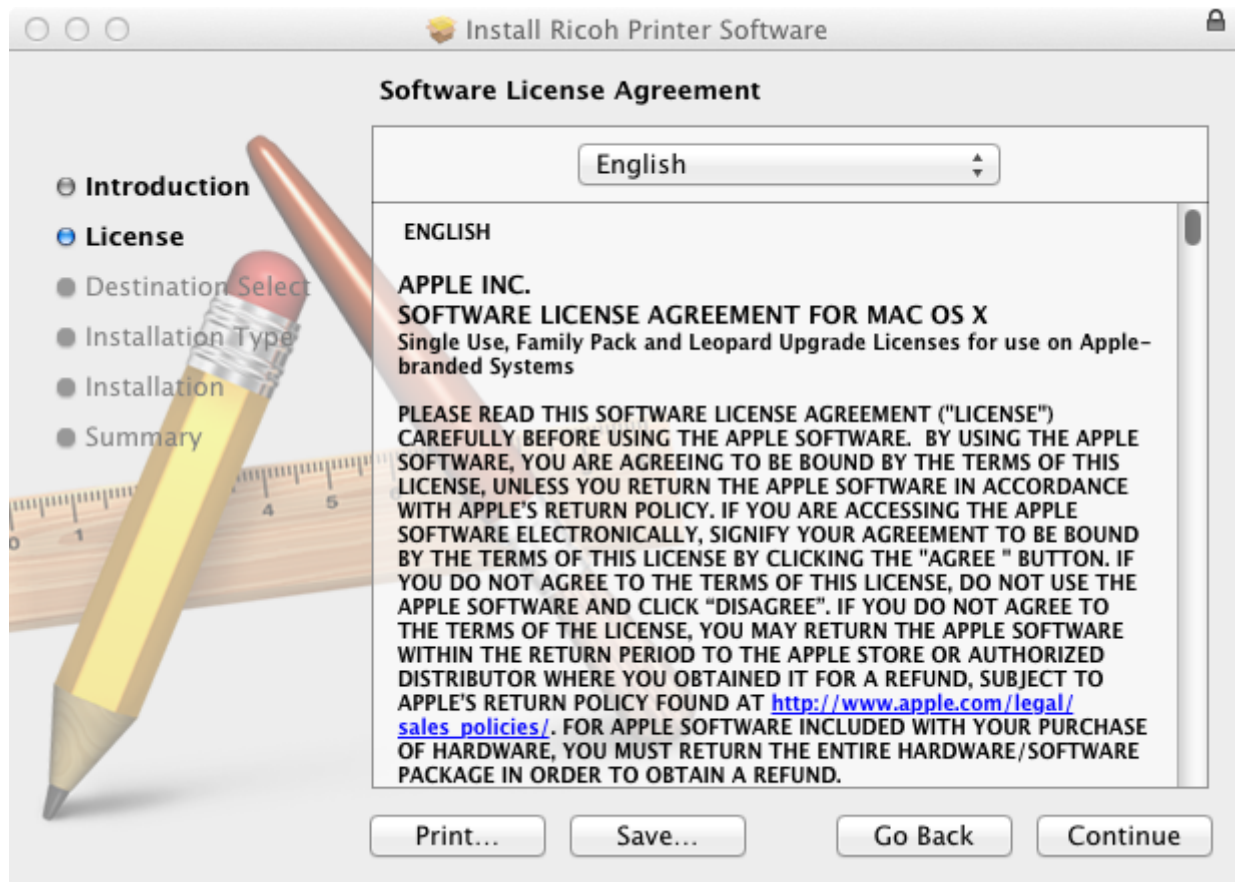 Install Ricoh Printer Software
Software License Agreement
Introduction
License
Destination Select
Installation Type
Installation
Summary
English
ENGLISH
APPLE INC.
SOFTWARE LICENSE AGREEMENT FOR MAC OS X
Single Use, Family Pack and Leopard Upgrade Licenses for use on Apple-
branded Systems
PLEASE READ THIS SOFTWARE LICENSE AGREEMENT ("LICENSE")
CAREFULLY BEFORE USING THE APPLE SOFTWARE.  BY USING THE APPLE
SOFTWARE, YOU ARE AGREEING TO BE BOUND BY THE TERMS OF THIS
LICENSE, UNLESS YOU RETURN THE APPLE SOFTWARE IN ACCORDANCE
WITH APPLE'S RETURN POLICY. IF YOU ARE ACCESSING THE APPLE
SOFTWARE ELECTRONICALLY, SIGNIFY YOUR AGREEMENT TO BE BOUND
BY THE TERMS OF THIS LICENSE BY CLICKING THE "AGREE " BUTTON. IF
YOU DO NOT AGREE TO THE TERMS OF THIS LICENSE, DO NOT USE THE
APPLE SOFTWARE AND CLICK “DISAGREE”. IF YOU DO NOT AGREE TO
THE TERMS OF THE LICENSE, YOU MAY RETURN THE APPLE SOFTWARE
WITHIN THE RETURN PERIOD TO THE APPLE STORE OR AUTHORIZED
DISTRIBUTOR WHERE YOU OBTAINED IT FOR A REFUND, SUBJECT TO
APPLE'S RETURN POLICY FOUND AT http://www.apple.com/legal/
sales_policies/. FOR APPLE SOFTWARE INCLUDED WITH YOUR PURCHASE
OF HARDWARE, YOU MUST RETURN THE ENTIRE HARDWARE/SOFTWARE
PACKAGE IN ORDER TO OBTAIN A REFUND.
0 1 4 5
Print...
Save...
Go Back
Continue